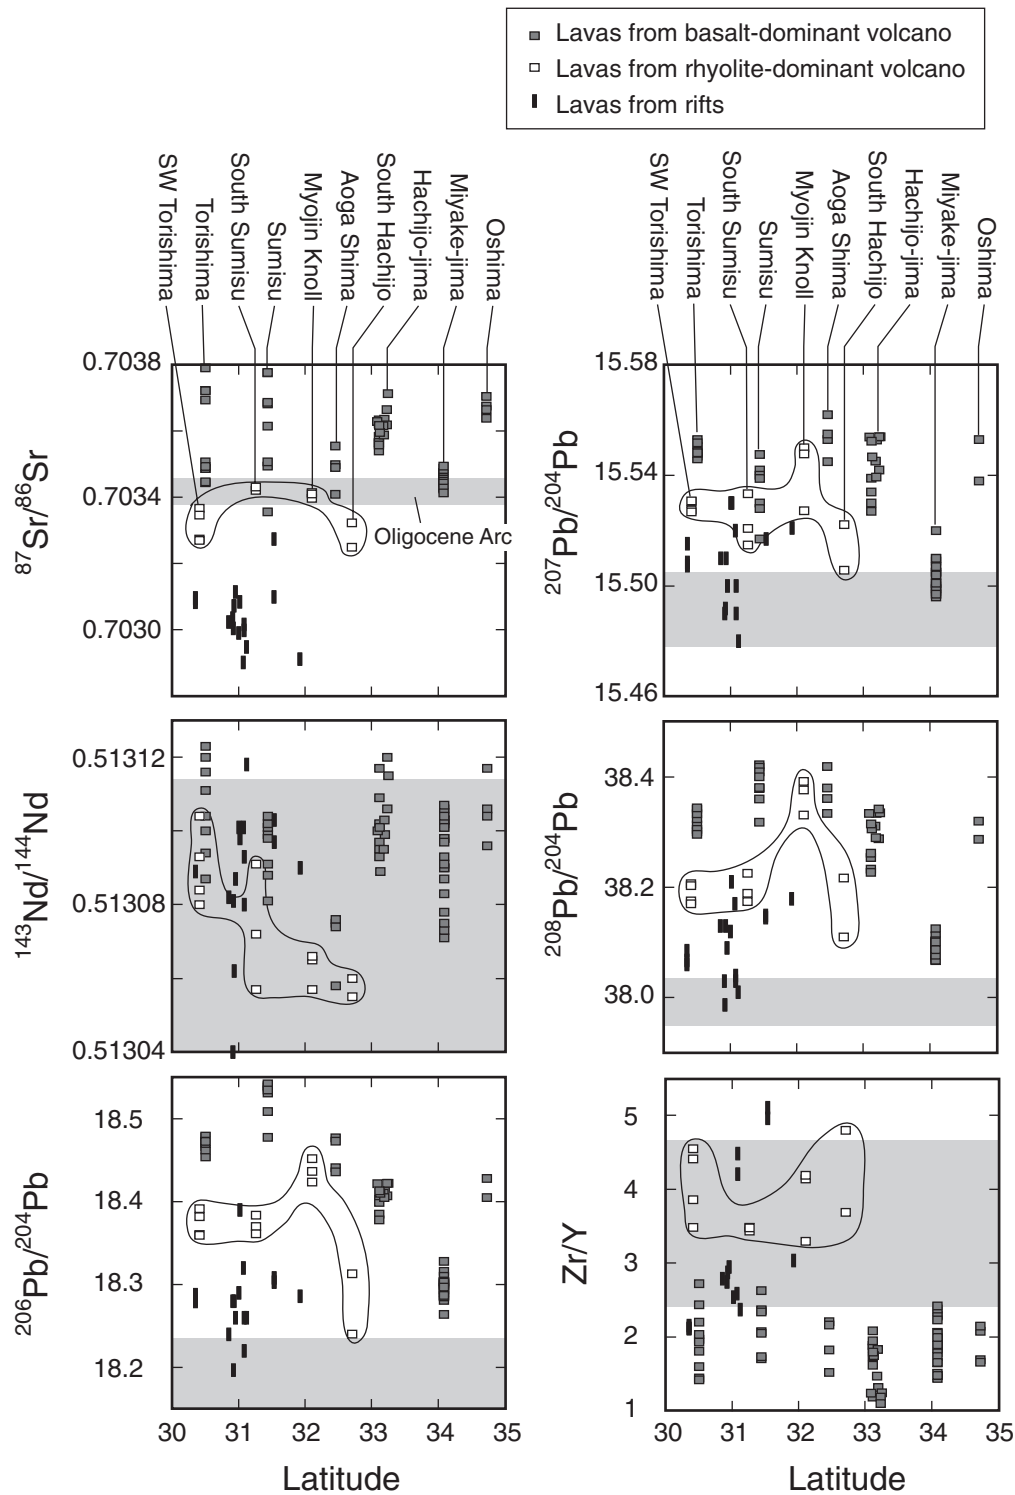 Lavas from basalt-dominant volcano
Lavas from rhyolite-dominant volcano
Lavas from rifts
SW Torishima
Torishima
South Sumisu
Sumisu
Myojin Knoll
Aoga Shima
South Hachijo
Hachijo-jima
Miyake-jima
Oshima
SW Torishima
Torishima
South Sumisu
Sumisu
Myojin Knoll
Aoga Shima
South Hachijo
Hachijo-jima
Miyake-jima
Oshima
87Sr/86Sr
0.7038
0.7034
0.7030
Oligocene Arc
207Pb/204Pb
15.58
15.54
15.50
15.46
143Nd/144Nd
0.51312
0.51308
0.51304
208Pb/204Pb
38.4
38.2
38.0
206Pb/204Pb
18.5
18.4
18.3
18.2
30 31 32 33 34 35
Latitude
Zr/Y
5
4
3
2
1
30 31 32 33 34 35
Latitude